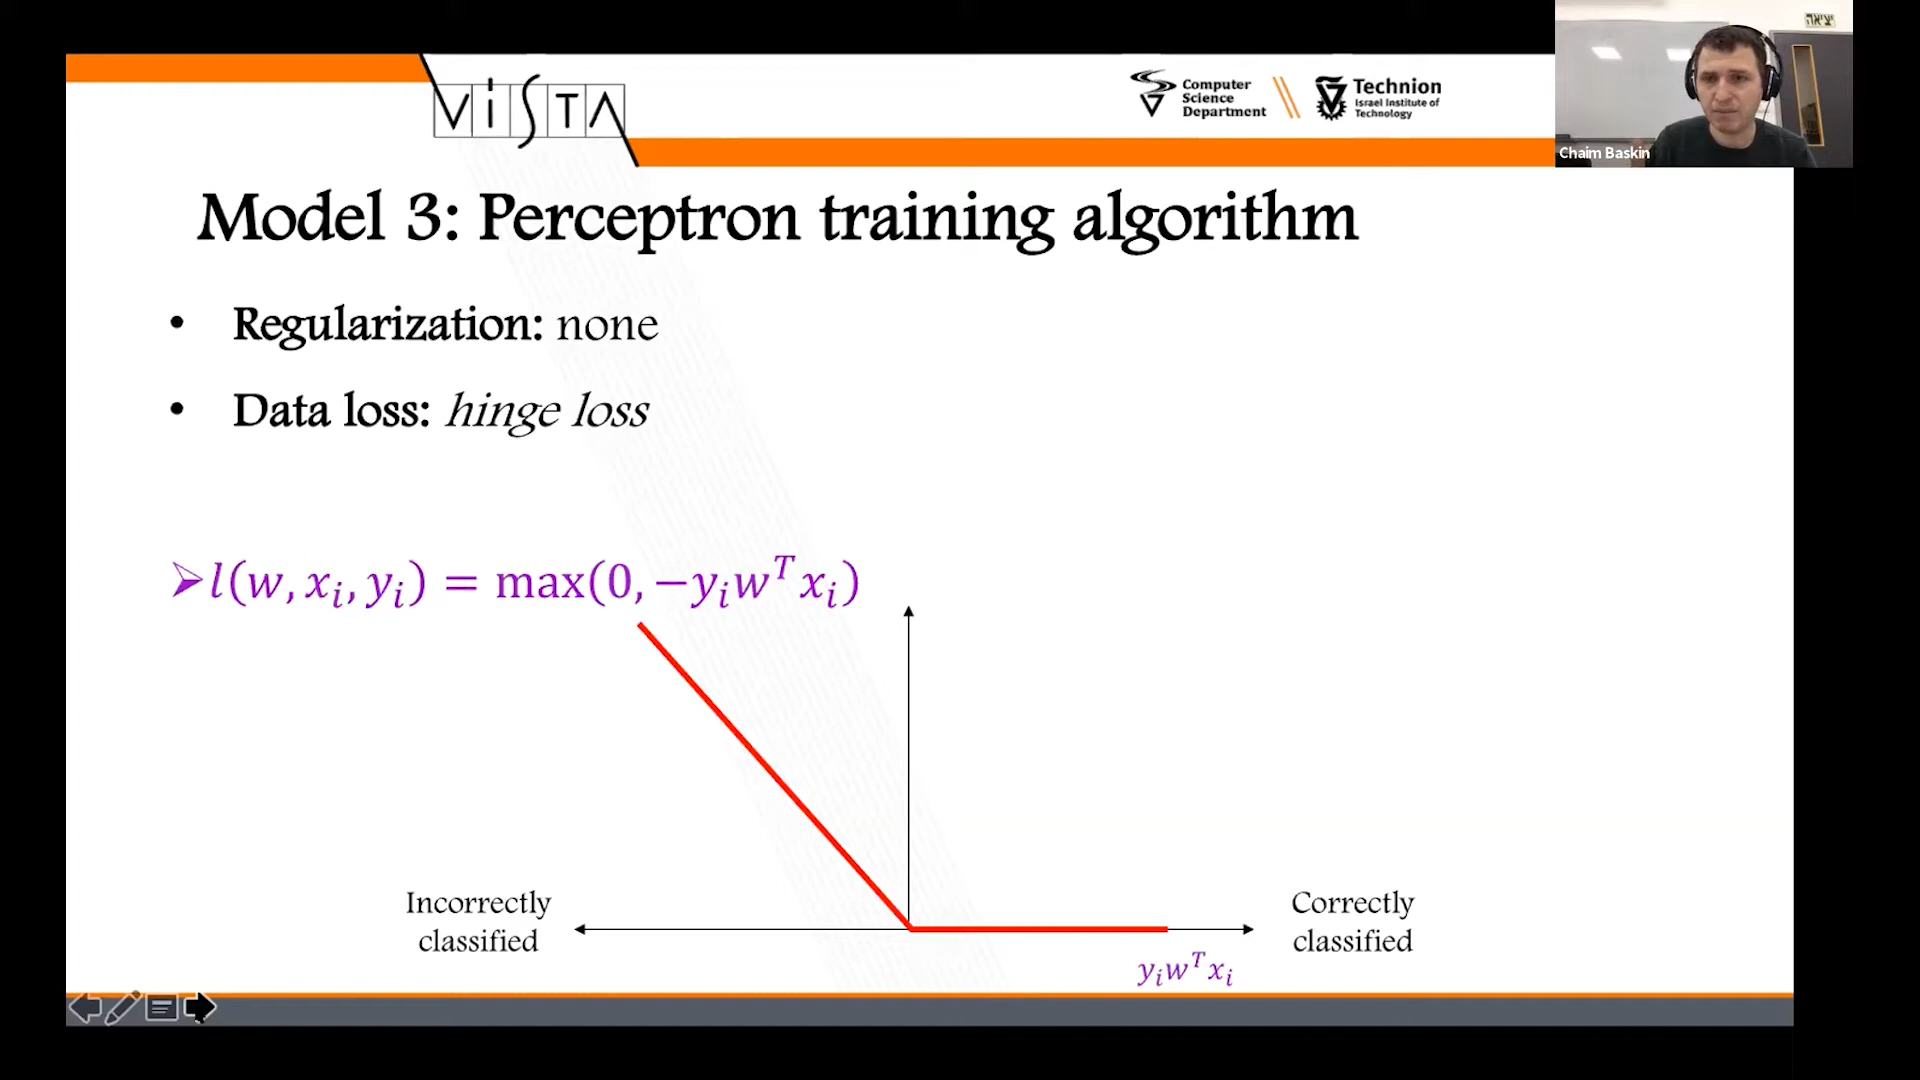 יציאה
VISTA
Computer
Science
Department
Technion
Israel Institute of
Technology
Chaim Baskin
Model 3: Perceptron training algorithm
• Regularization: none
• Data loss: hinge loss
➢l(w, xᵢ, yᵢ) = max(0, −yᵢwᵀxᵢ)
Incorrectly
classified
Correctly
classified
yᵢwᵀxᵢ